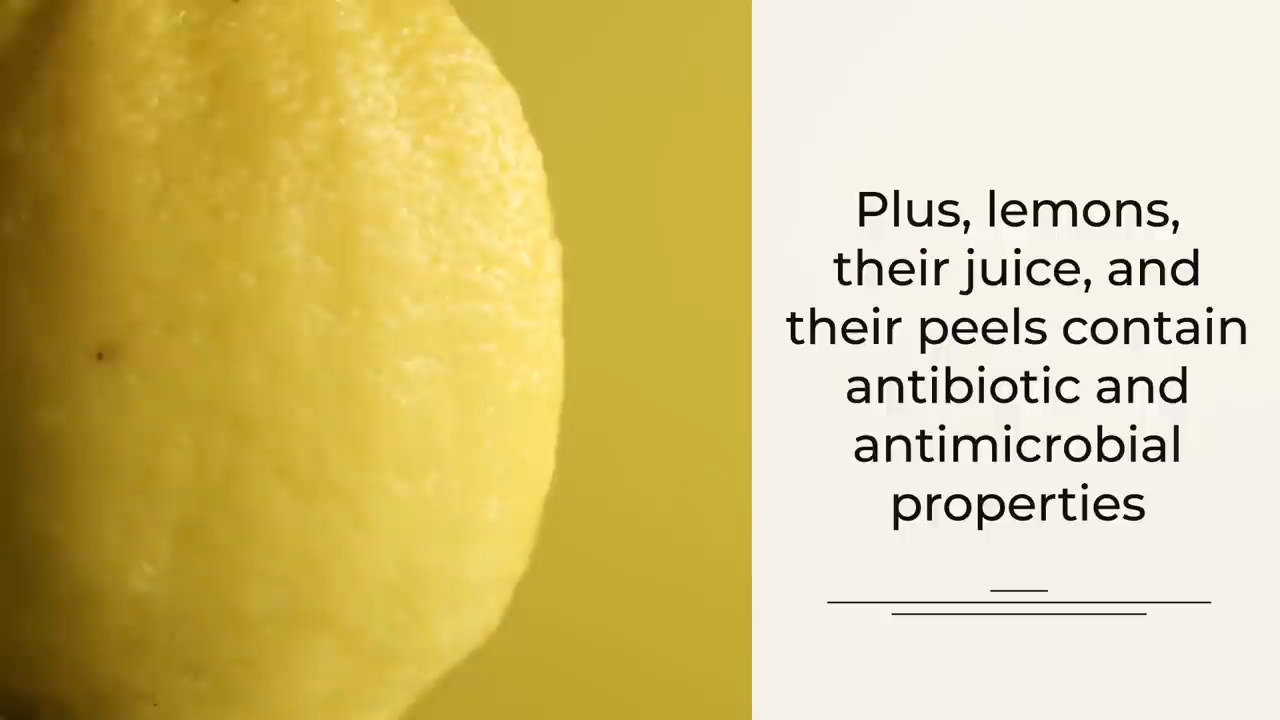 Plus, lemons,
their juice, and
their peels contain
antibiotic and
antimicrobial
properties